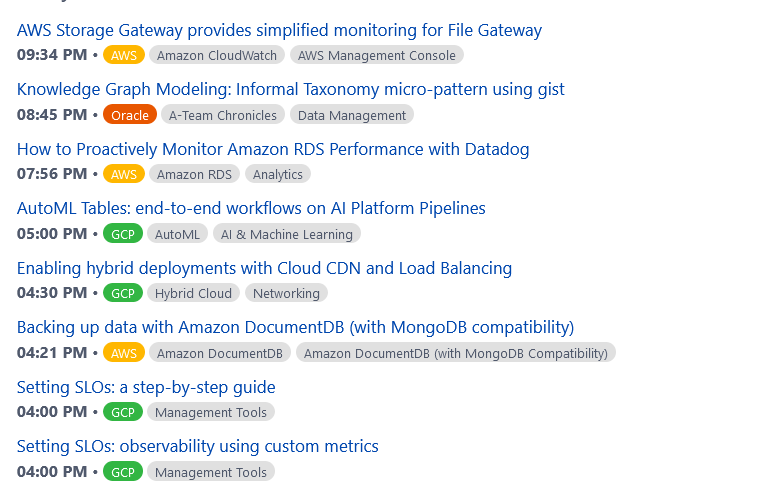 AWS Storage Gateway provides simplified monitoring for File Gateway
09:34 PM • AWS Amazon CloudWatch AWS Management Console
Knowledge Graph Modeling: Informal Taxonomy micro-pattern using gist
08:45 PM • Oracle A-Team Chronicles Data Management
How to Proactively Monitor Amazon RDS Performance with Datadog
07:56 PM • AWS Amazon RDS Analytics
AutoML Tables: end-to-end workflows on AI Platform Pipelines
05:00 PM • GCP AutoML AI & Machine Learning
Enabling hybrid deployments with Cloud CDN and Load Balancing
04:30 PM • GCP Hybrid Cloud Networking
Backing up data with Amazon DocumentDB (with MongoDB compatibility)
04:21 PM • AWS Amazon DocumentDB Amazon DocumentDB (with MongoDB Compatibility)
Setting SLOs: a step-by-step guide
04:00 PM • GCP Management Tools
Setting SLOs: observability using custom metrics
04:00 PM • GCP Management Tools